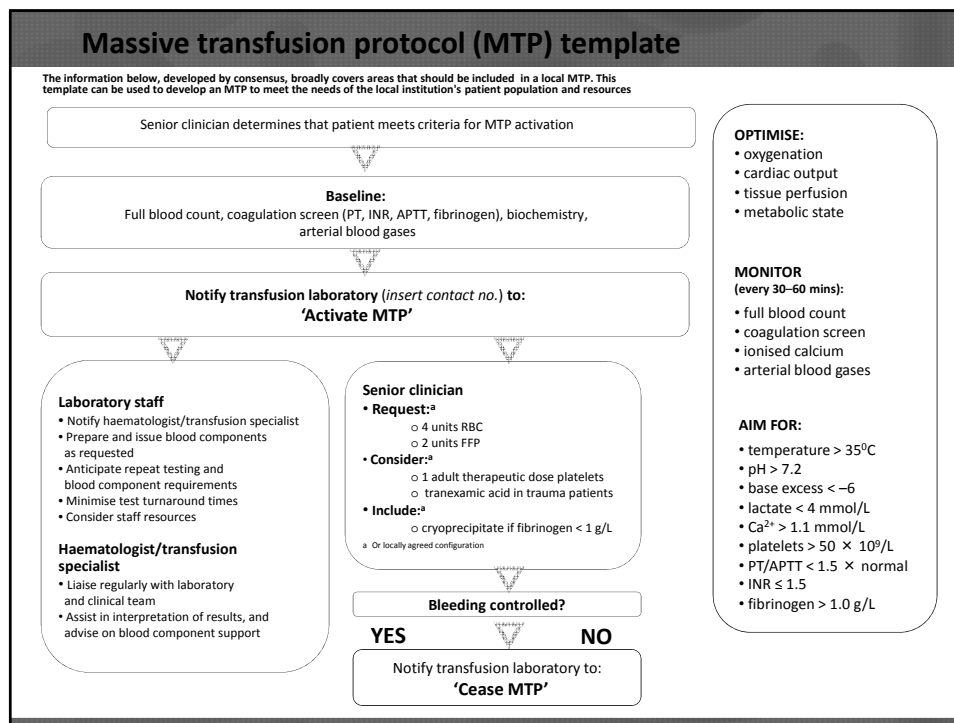 Massive transfusion protocol (MTP) template
The information below, developed by consensus, broadly covers areas that should be included in a local MTP. This
template can be used to develop an MTP to meet the needs of the local institution's patient population and resources
Senior clinician determines that patient meets criteria for MTP activation
Baseline:
Full blood count, coagulation screen (PT, INR, APTT, fibrinogen), biochemistry,
arterial blood gases
Notify transfusion laboratory (insert contact no.) to:
‘Activate MTP’
Laboratory staff
• Notify haematologist/transfusion specialist
• Prepare and issue blood components
as requested
• Anticipate repeat testing and
blood component requirements
• Minimise test turnaround times
• Consider staff resources
Haematologist/transfusion
specialist
• Liaise regularly with laboratory
and clinical team
• Assist in interpretation of results, and
advise on blood component support
Senior clinician
• Request:ᵃ
o 4 units RBC
o 2 units FFP
• Consider:ᵃ
o 1 adult therapeutic dose platelets
o tranexamic acid in trauma patients
• Include:ᵃ
o cryoprecipitate if fibrinogen < 1 g/L
a Or locally agreed configuration
Bleeding controlled?
YES NO
Notify transfusion laboratory to:
‘Cease MTP’
OPTIMISE:
• oxygenation
• cardiac output
• tissue perfusion
• metabolic state
MONITOR
(every 30–60 mins):
• full blood count
• coagulation screen
• ionised calcium
• arterial blood gases
AIM FOR:
• temperature > 35⁰C
• pH > 7.2
• base excess < –6
• lactate < 4 mmol/L
• Ca²⁺ > 1.1 mmol/L
• platelets > 50 × 10⁹/L
• PT/APTT < 1.5 × normal
• INR ≤ 1.5
• fibrinogen > 1.0 g/L